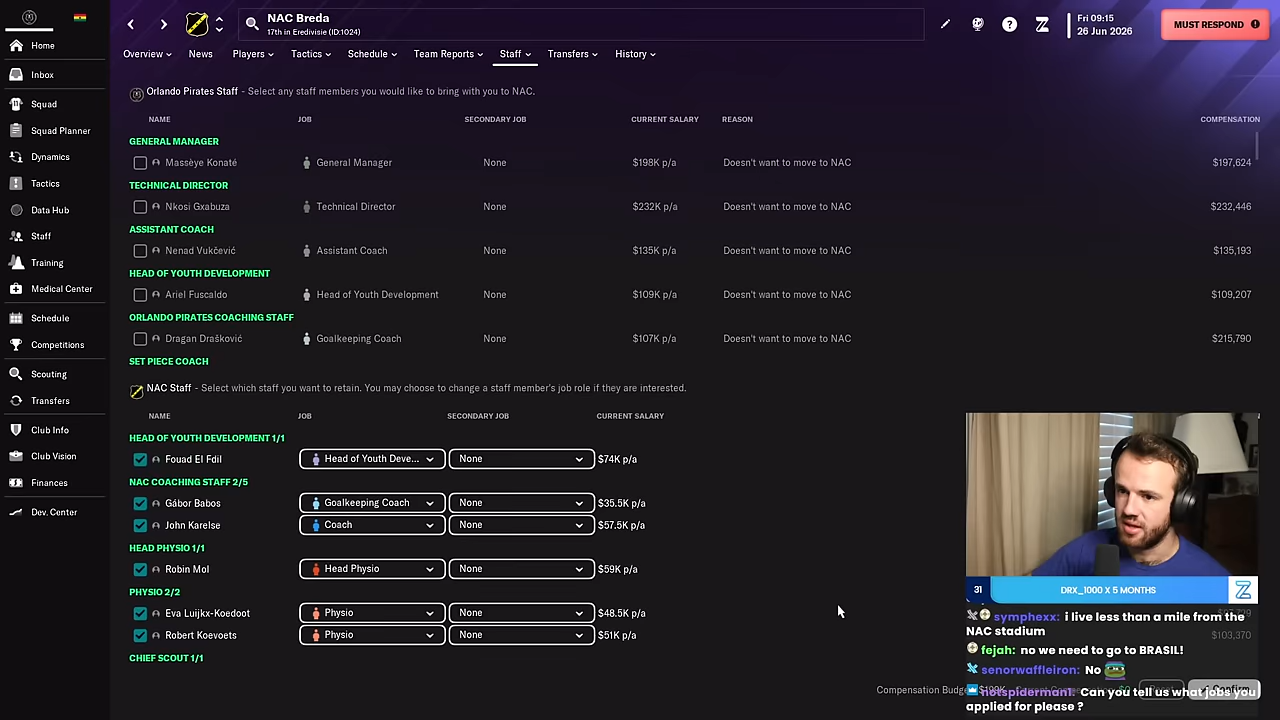 NAC Breda
17th in Eredivisie (ID:1024)
Fri 09:15
26 Jun 2026
MUST RESPOND
Home
Inbox
Squad
Squad Planner
Dynamics
Tactics
Data Hub
Staff
Training
Medical Center
Schedule
Competitions
Scouting
Transfers
Club Info
Club Vision
Finances
Dev. Center
Overview News Players Tactics Schedule Team Reports Staff Transfers History
Orlando Pirates Staff - Select any staff members you would like to bring with you to NAC.
NAME JOB SECONDARY JOB CURRENT SALARY REASON COMPENSATION
GENERAL MANAGER
Massèye Konaté General Manager None $198K p/a Doesn't want to move to NAC $197,624
TECHNICAL DIRECTOR
Nkosi Gxabuza Technical Director None $232K p/a Doesn't want to move to NAC $232,446
ASSISTANT COACH
Nenad Vukčević Assistant Coach None $135K p/a Doesn't want to move to NAC $135,193
HEAD OF YOUTH DEVELOPMENT
Ariel Fuscaldo Head of Youth Development None $109K p/a Doesn't want to move to NAC $109,207
ORLANDO PIRATES COACHING STAFF
Dragan Drašković Goalkeeping Coach None $107K p/a Doesn't want to move to NAC $215,790
SET PIECE COACH
NAC Staff - Select which staff you want to retain. You may choose to change a staff member's job role if they are interested.
NAME JOB SECONDARY JOB CURRENT SALARY
HEAD OF YOUTH DEVELOPMENT 1/1
Fouad El Fdil Head of Youth Deve... None $74K p/a
NAC COACHING STAFF 2/5
Gábor Babos Goalkeeping Coach None $35.5K p/a
John Karelse Coach None $57.5K p/a
HEAD PHYSIO 1/1
Robin Mol Head Physio None $59K p/a
PHYSIO 2/2
Eva Luijkx-Koedoot Physio None $48.5K p/a
Robert Koevoets Physio None $51K p/a
CHIEF SCOUT 1/1
31 DRX_1000 X 5 MONTHS
symphexx: i live less than a mile from the
NAC stadium
$103,370
fejah: no we need to go to BRASIL!
senorwaffleiron: No
Compensation Budge
notspiderman1: Can you tell us what jobs you
applied for please ?